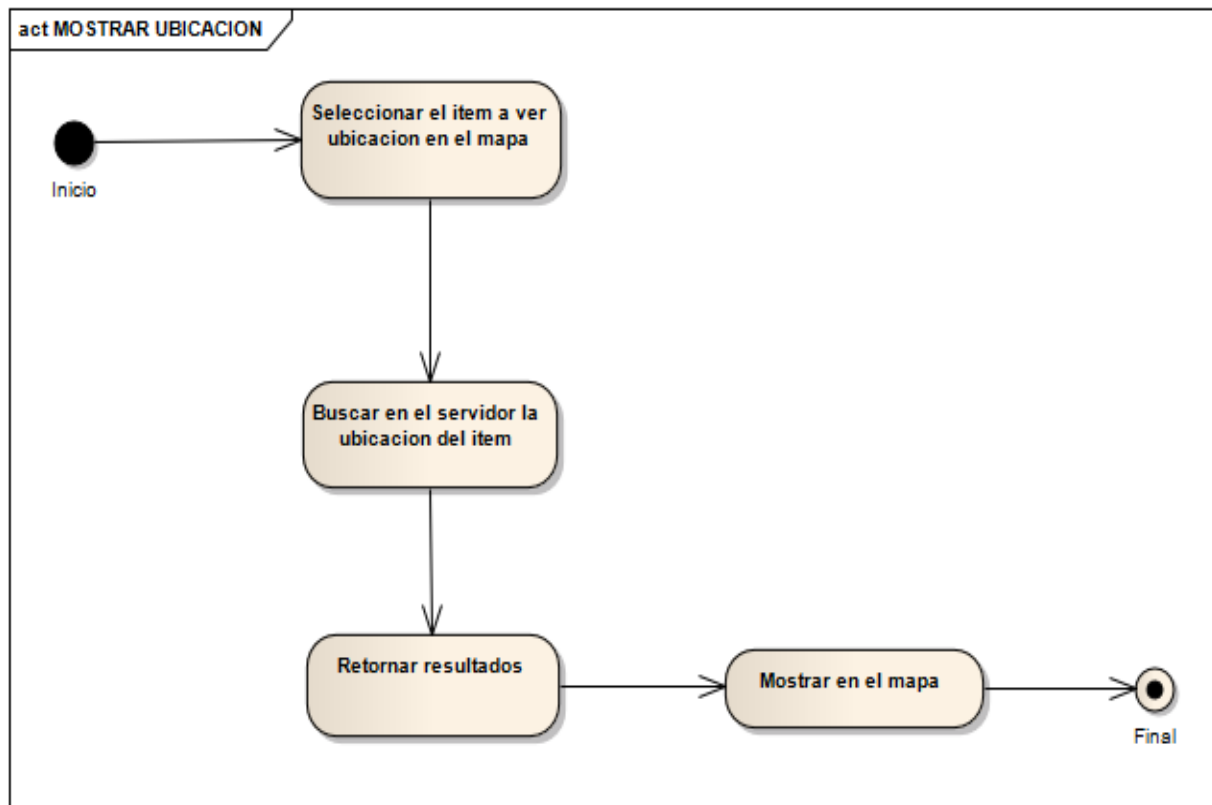 act MOSTRAR UBICACION
Seleccionar el item a ver
ubicacion en el mapa
Inicio
Buscar en el servidor la
ubicacion del item
Retornar resultados
Mostrar en el mapa
Final